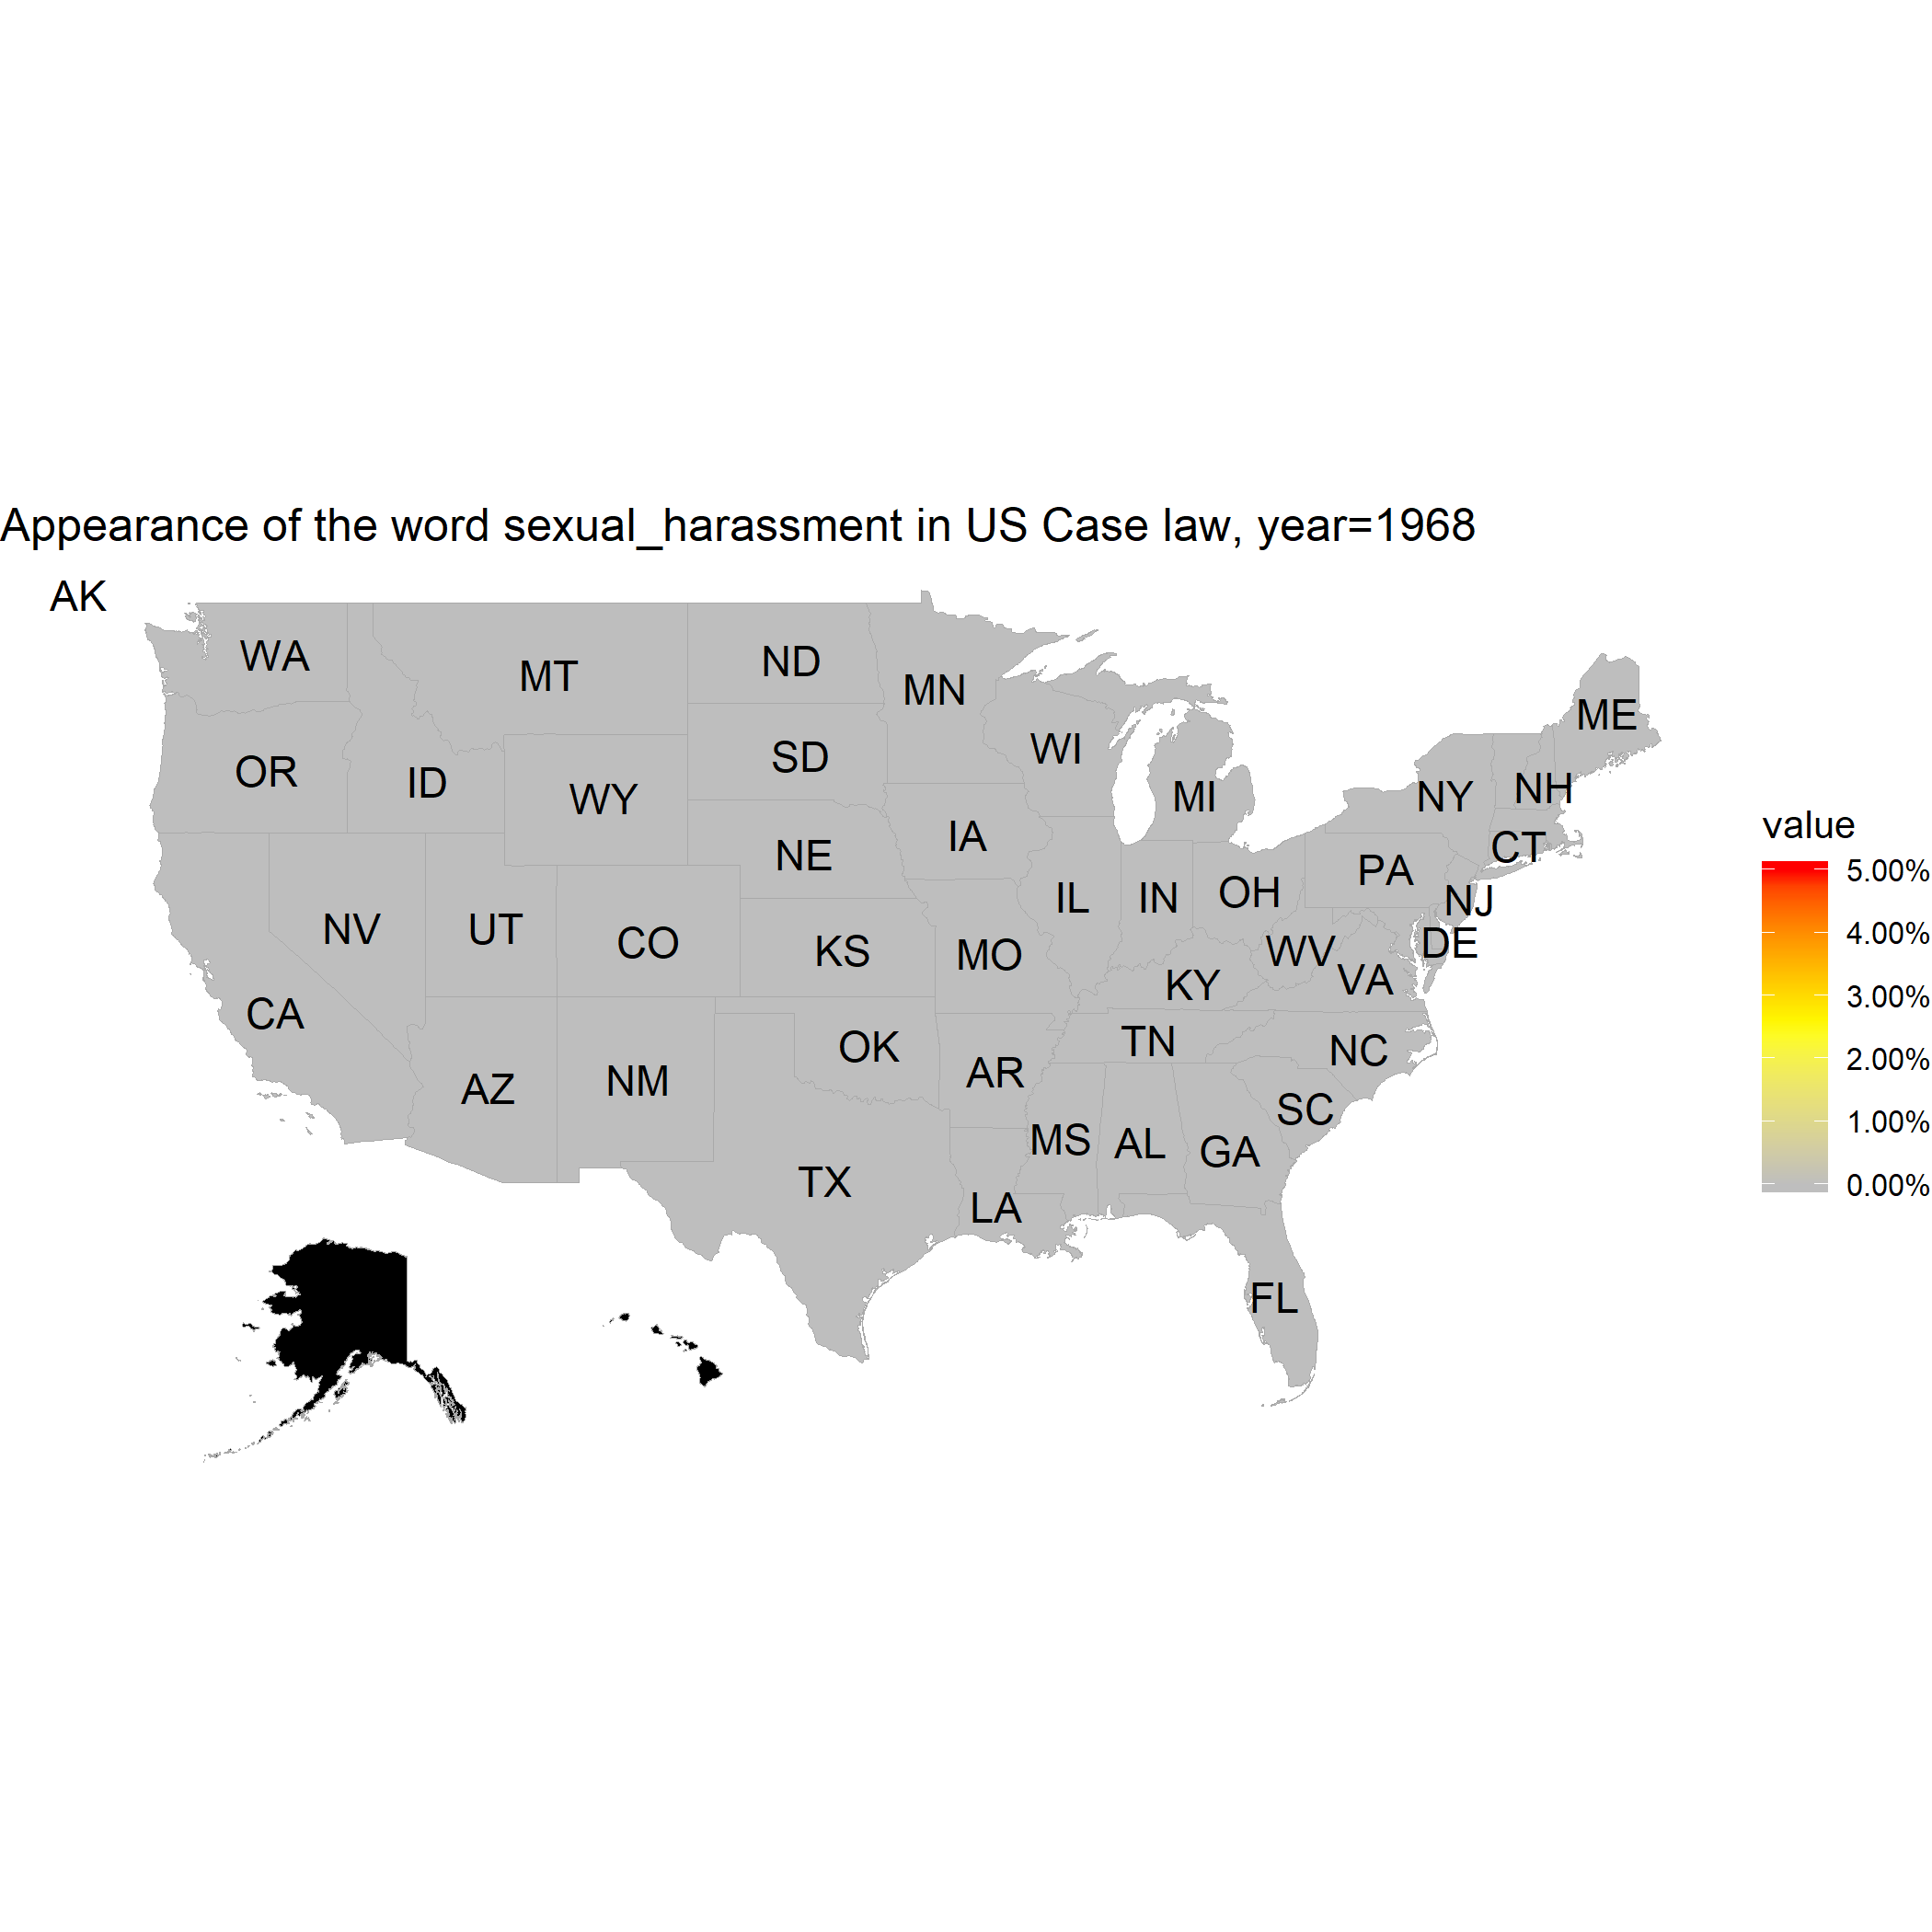 Appearance of the word sexual_harassment in US Case law, year=1968
AK
WA
MT
ND
MN
ME
OR
ID
WY
SD
WI
MI
NY
NH
NE
IA
CT
PA
NJ
NV
UT
CO
KS
MO
IL
IN
OH
WV
DE
VA
KY
CA
AZ
NM
OK
AR
TN
NC
SC
TX
LA
MS
AL
GA
FL
value
5.00%
4.00%
3.00%
2.00%
1.00%
0.00%